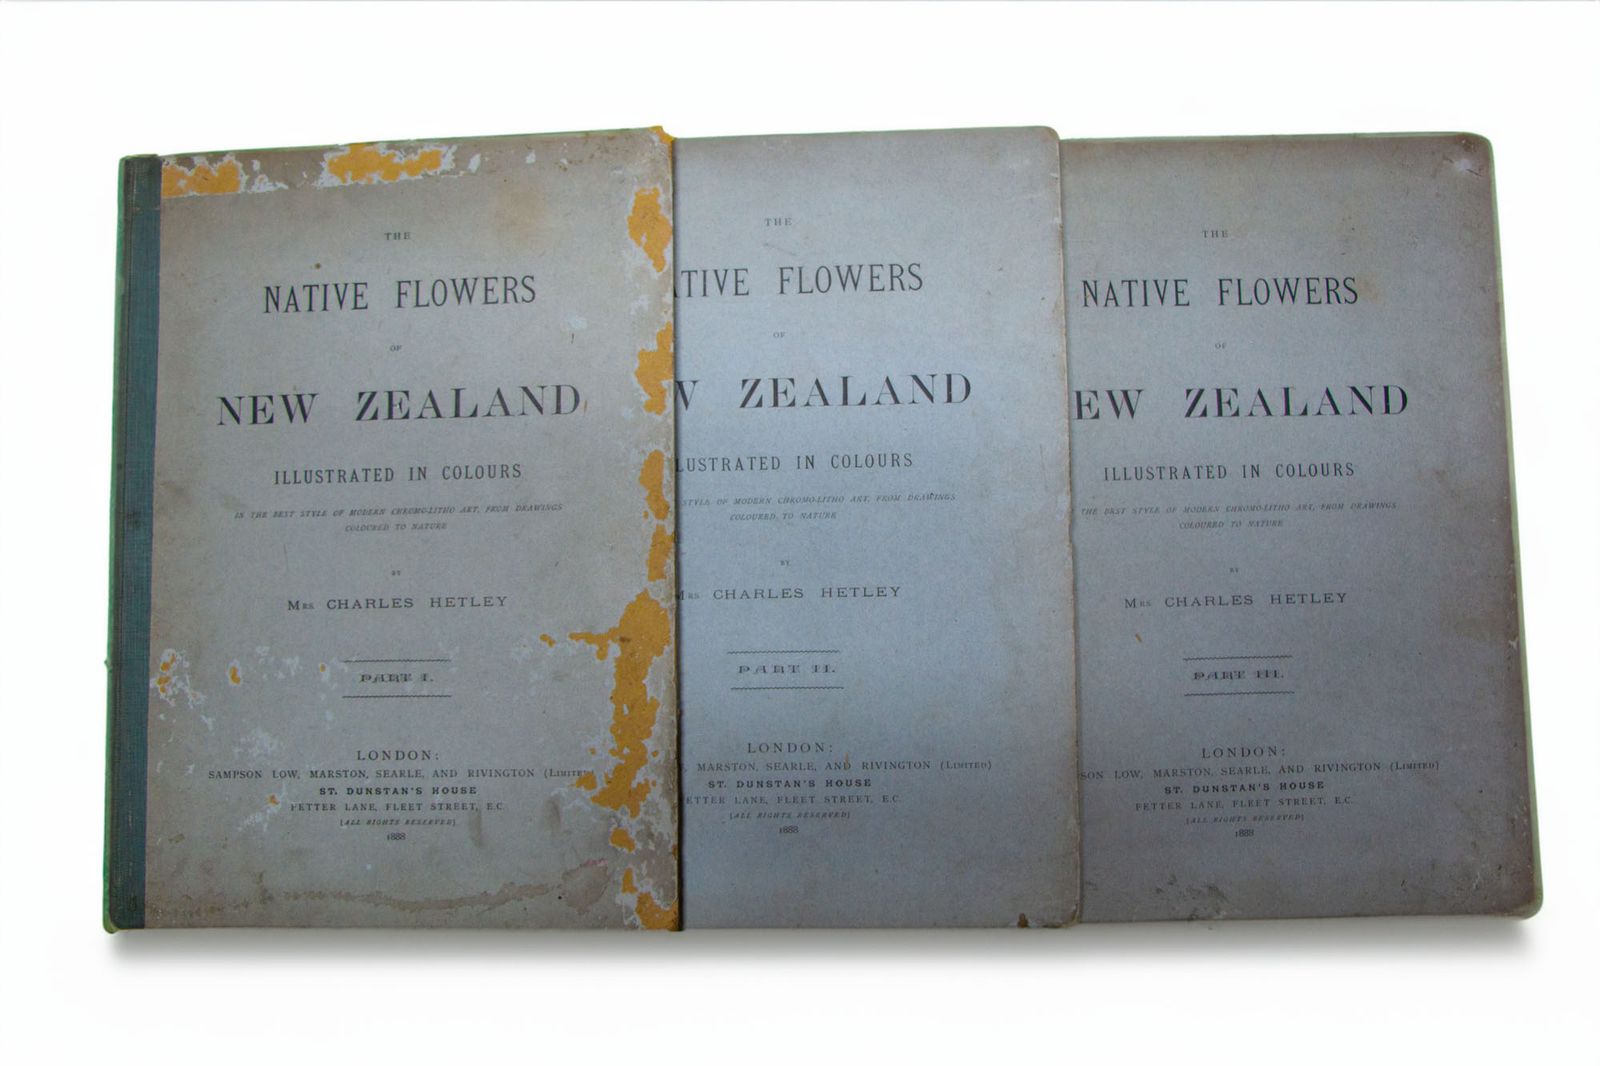 THE
NATIVE FLOWERS
OF
NEW ZEALAND
ILLUSTRATED IN COLOURS
IN THE BEST STYLE OF MODERN CHROMO-LITHO ART, FROM DRAWINGS
COLOURED TO NATURE
BY
MRS CHARLES HETLEY
PART I.
LONDON:
SAMPSON LOW, MARSTON, SEARLE, AND RIVINGTON (LIMITE
ST. DUNSTAN'S HOUSE
FETTER LANE, FLEET STREET, E.C.
[ALL RIGHTS RESERVED]
1888
THE
TIVE FLOWERS
OF
W ZEALAND
LUSTRATED IN COLOURS
STYLE OF MODERN CHROMO-LITHO ART, FROM DRAWINGS
COLOURED TO NATURE
BY
MRS CHARLES HETLEY
PART II.
LONDON:
MARSTON, SEARLE, AND RIVINGTON (LIMITED)
ST. DUNSTAN'S HOUSE
ETTER LANE, FLEET STREET, E.C.
[ALL RIGHTS RESERVED]
1888
THE
NATIVE FLOWERS
OF
EW ZEALAND
ILLUSTRATED IN COLOURS
THE BEST STYLE OF MODERN CHROMO-LITHO ART, FROM DRAWINGS
COLOURED TO NATURE
BY
MRS CHARLES HETLEY
PART III.
LONDON:
SON LOW, MARSTON, SEARLE, AND RIVINGTON (LIMITED)
ST. DUNSTAN'S HOUSE
FETTER LANE, FLEET STREET, E.C.
[ALL RIGHTS RESERVED]
1888